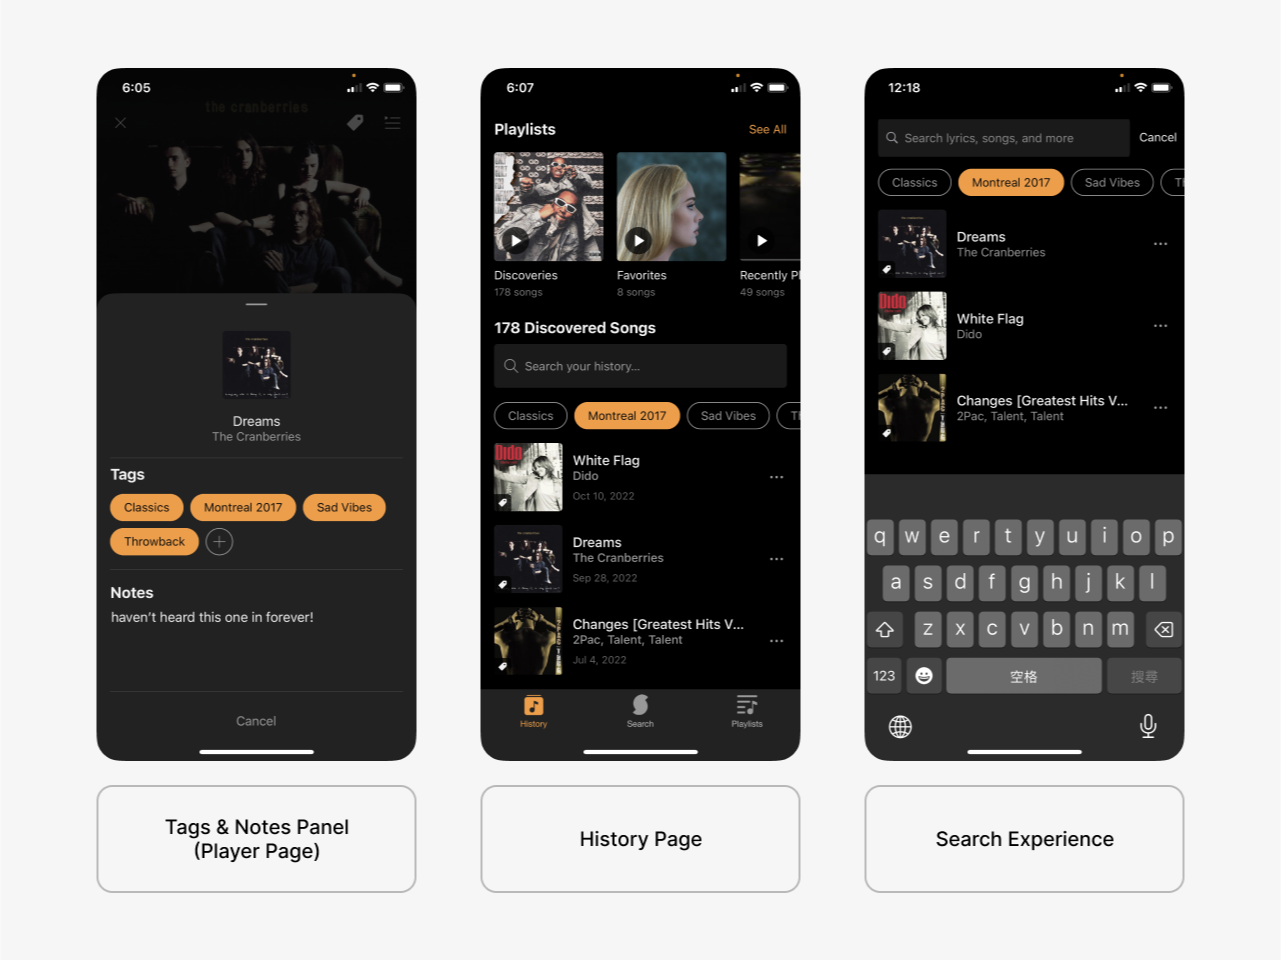 6:05
the cranberries
Dreams
The Cranberries
Tags
Classics
Montreal 2017
Sad Vibes
Throwback
Notes
haven't heard this one in forever!
Cancel
Tags & Notes Panel
(Player Page)
6:07
Playlists
See All
Discoveries
178 songs
Favorites
8 songs
Recently Pl
49 songs
178 Discovered Songs
Search your history...
Classics
Montreal 2017
Sad Vibes
Th
Dido
White Flag
Dido
Oct 10, 2022
Dreams
The Cranberries
Sep 28, 2022
Changes [Greatest Hits V...
2Pac, Talent, Talent
Jul 4, 2022
History
Search
Playlists
History Page
12:18
Search lyrics, songs, and more
Cancel
Classics
Montreal 2017
Sad Vibes
Th
Dreams
The Cranberries
Dido
White Flag
Dido
Changes [Greatest Hits V...
2Pac, Talent, Talent
q w e r t y u i o p
a s d f g h j k l
z x c v b n m
123 空格 搜尋
Search Experience